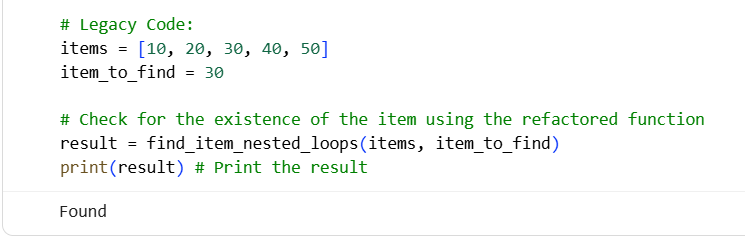 # Legacy Code:
items = [10, 20, 30, 40, 50]
item_to_find = 30
# Check for the existence of the item using the refactored function
result = find_item_nested_loops(items, item_to_find)
print(result) # Print the result
Found